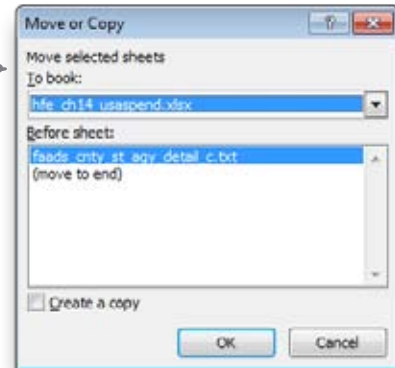 Move or Copy
Move selected sheets
To book:
hfe_ch14_usaspend.xlsx
Before sheet:
faads_cnty_st_agy_detail_c.txt
(move to end)
Create a copy
OK Cancel